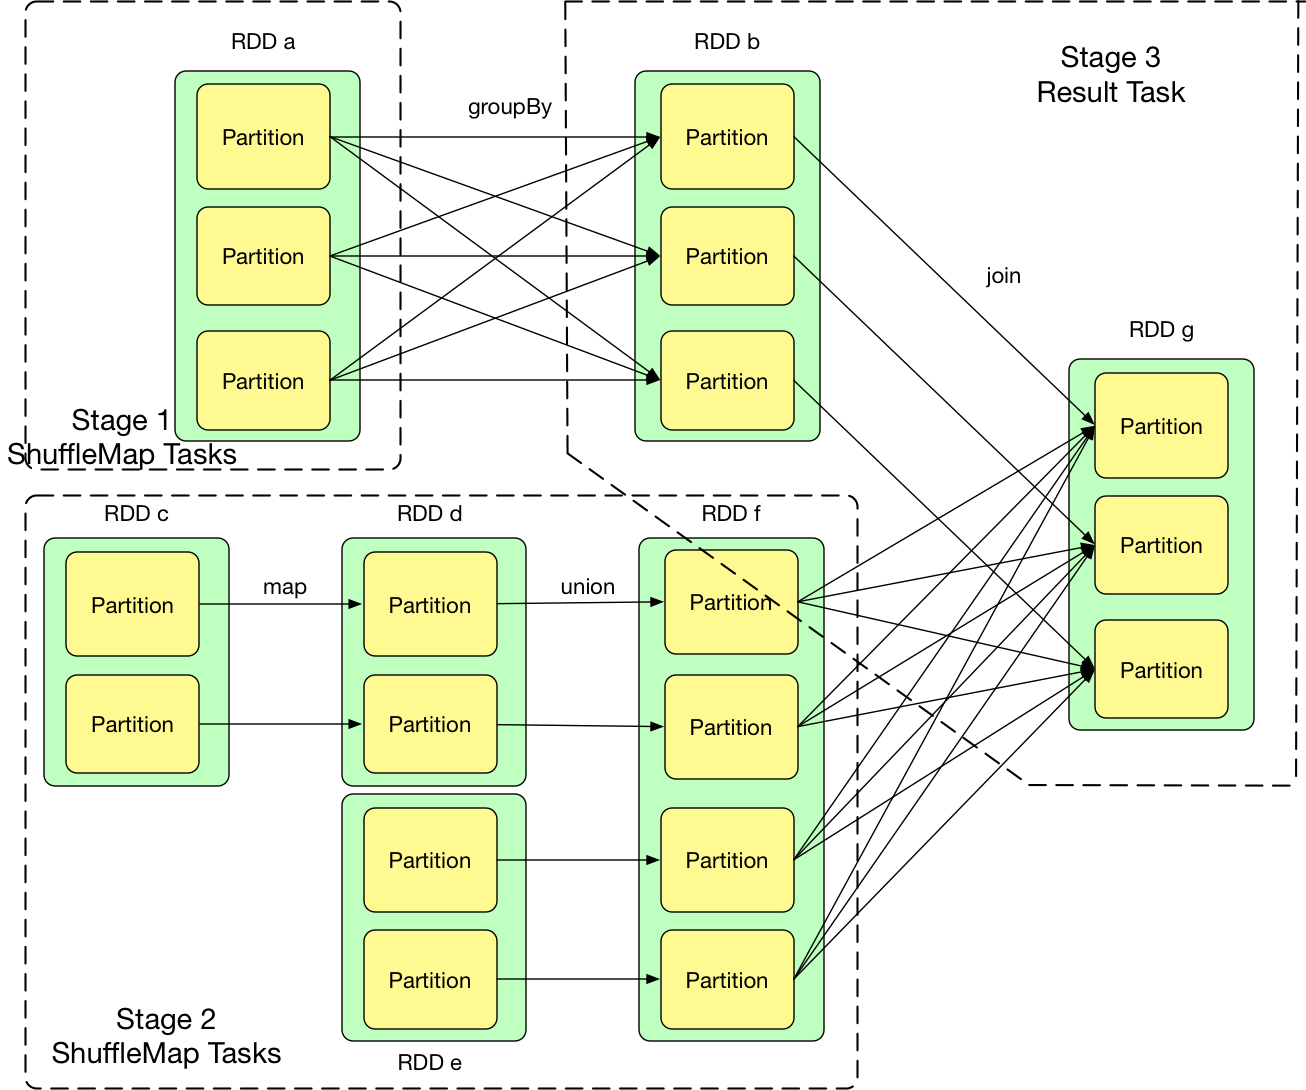 RDD a
RDD b
Stage 3
Result Task
groupBy
Partition
Partition
Partition
Partition
Partition
Partition
join
RDD g
Partition
Partition
Partition
Stage 1
ShuffleMap Tasks
RDD c
RDD d
RDD f
map
union
Partition
Partition
Partition
Partition
Partition
Partition
Partition
Partition
Partition
Partition
Stage 2
ShuffleMap Tasks
RDD e